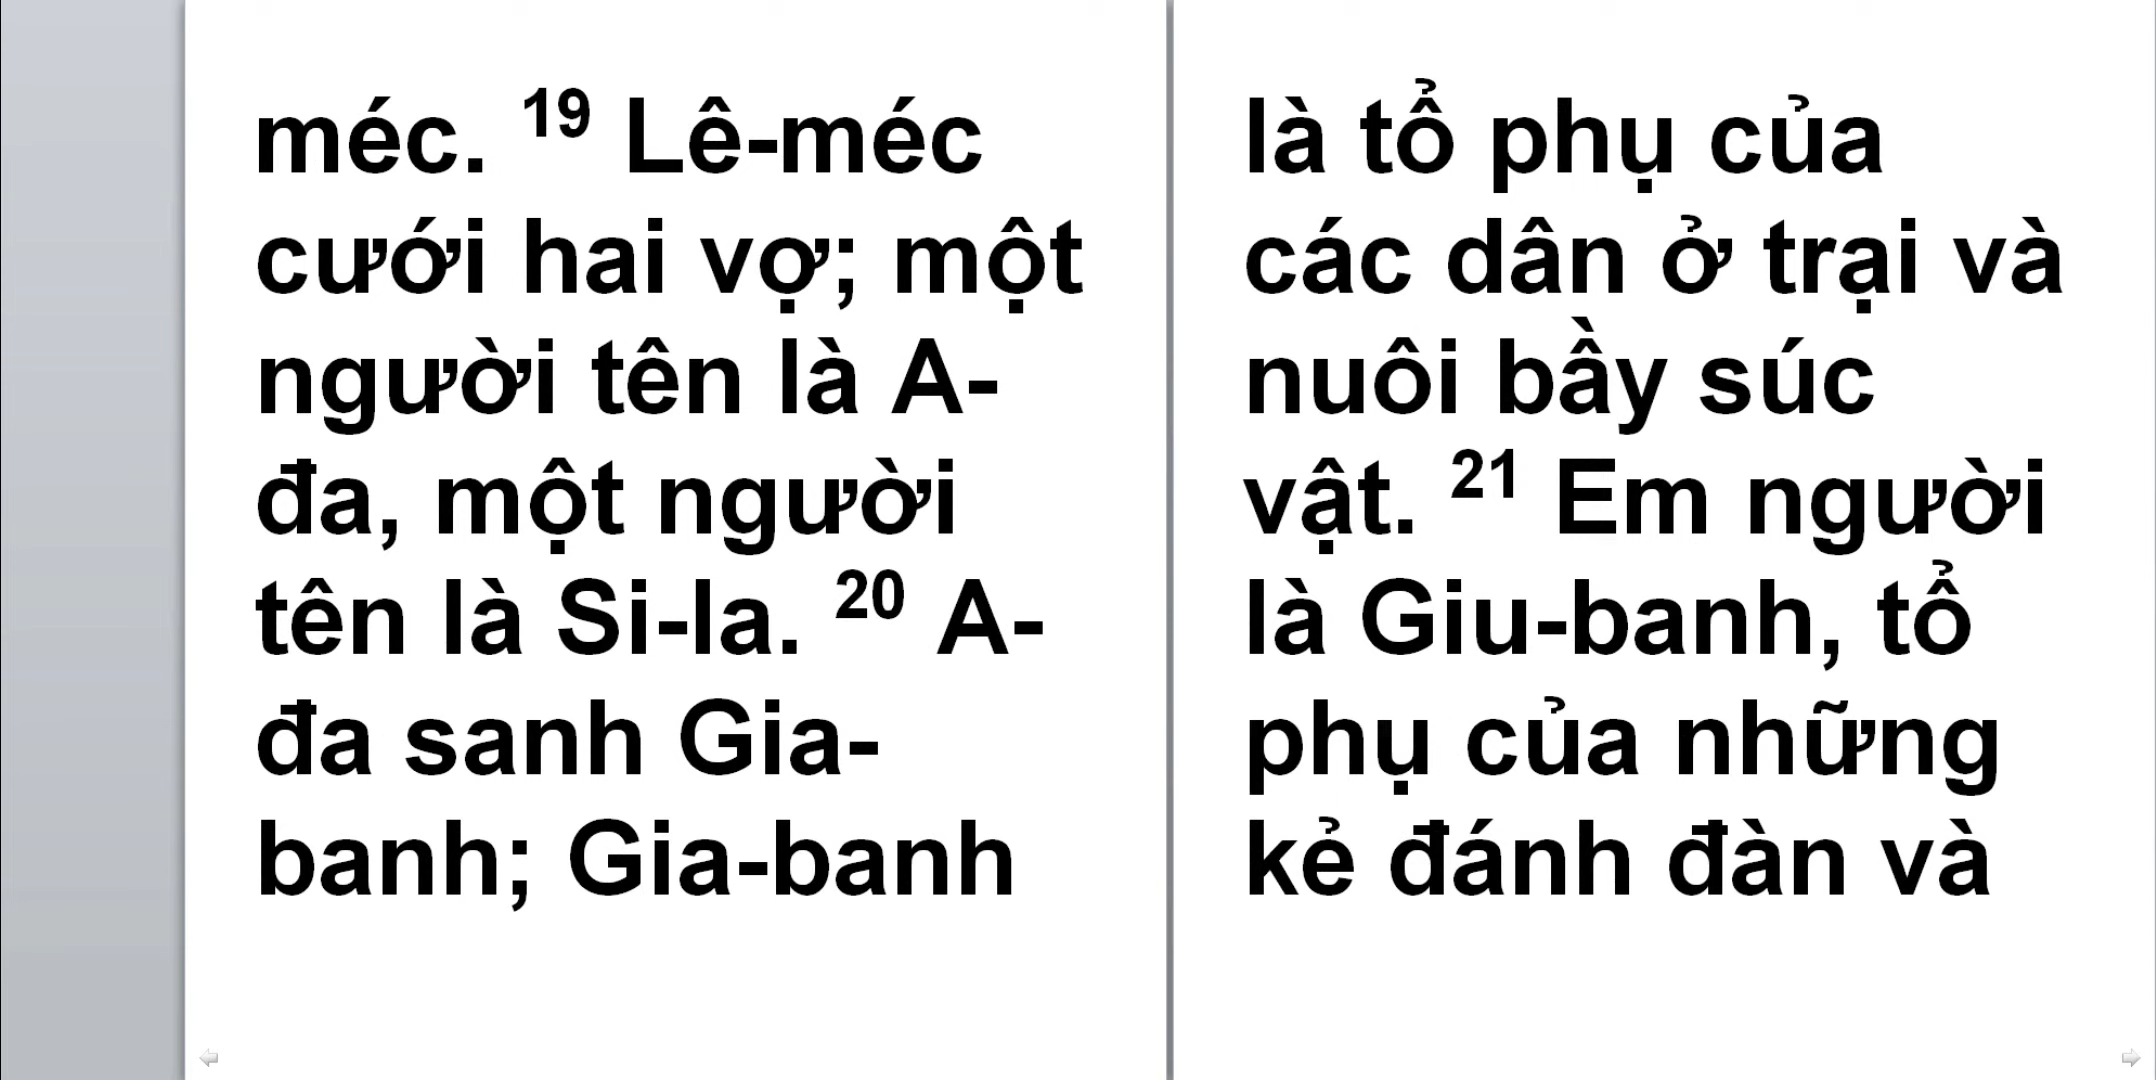 méc. 19 Lê-méc
cưới hai vợ; một
người tên là A-
đa, một người
tên là Si-la. 20 A-
đa sanh Gia-
banh; Gia-banh
là tổ phụ của
các dân ở trại và
nuôi bầy súc
vật. 21 Em người
là Giu-banh, tổ
phụ của những
kẻ đánh đàn và